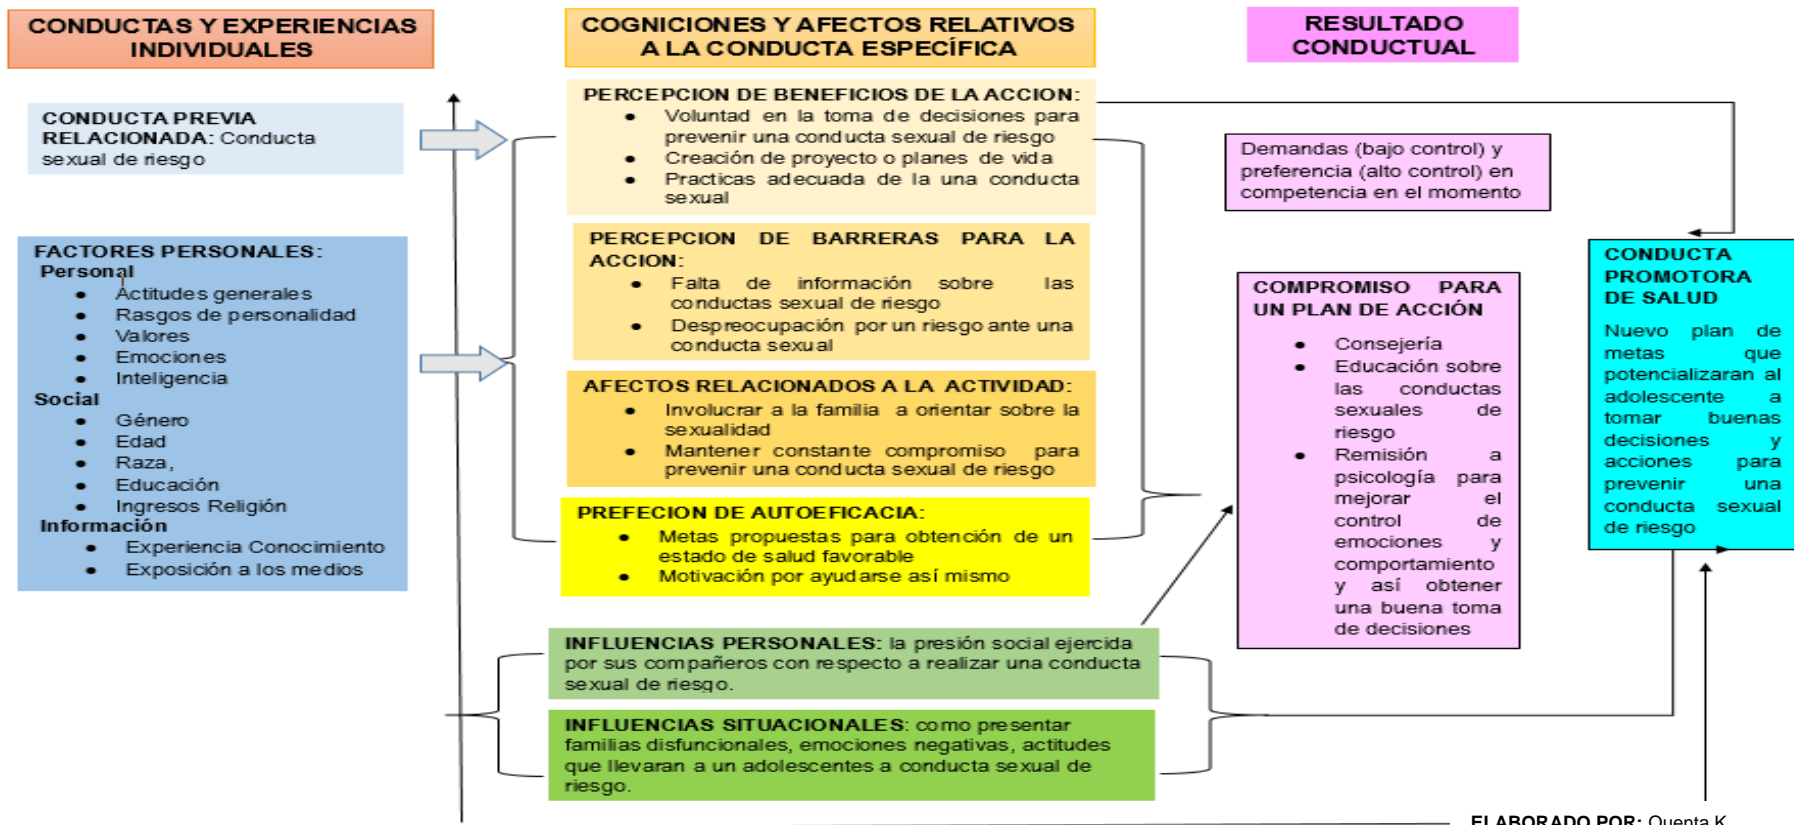 CONDUCTAS Y EXPERIENCIAS
INDIVIDUALES
CONDUCTA PREVIA
RELACIONADA: Conducta
sexual de riesgo
FACTORES PERSONALES:
Personal
● Actitudes generales
● Rasgos de personalidad
● Valores
● Emociones
● Inteligencia
Social
● Género
● Edad
● Raza,
● Educación
● Ingresos Religión
Información
● Experiencia Conocimiento
● Exposición a los medios
COGNICIONES Y AFECTOS RELATIVOS
A LA CONDUCTA ESPECÍFICA
PERCEPCION DE BENEFICIOS DE LA ACCION:
● Voluntad en la toma de decisiones para
prevenir una conducta sexual de riesgo
● Creación de proyecto o planes de vida
● Practicas adecuada de la una conducta
sexual
PERCEPCION DE BARRERAS PARA LA
ACCION:
● Falta de información sobre las
conductas sexual de riesgo
● Despreocupación por un riesgo ante una
conducta sexual
AFECTOS RELACIONADOS A LA ACTIVIDAD:
● Involucrar a la familia a orientar sobre la
sexualidad
● Mantener constante compromiso para
prevenir una conducta sexual de riesgo
PREFECION DE AUTOEFICACIA:
● Metas propuestas para obtención de un
estado de salud favorable
● Motivación por ayudarse así mismo
INFLUENCIAS PERSONALES: la presión social ejercida
por sus compañeros con respecto a realizar una conducta
sexual de riesgo.
INFLUENCIAS SITUACIONALES: como presentar
familias disfuncionales, emociones negativas, actitudes
que llevaran a un adolescentes a conducta sexual de
riesgo.
RESULTADO
CONDUCTUAL
Demandas (bajo control) y
preferencia (alto control) en
competencia en el momento
COMPROMISO PARA
UN PLAN DE ACCIÓN
● Consejería
● Educación sobre
las conductas
sexuales de
riesgo
● Remisión a
psicología para
mejorar el
control de
emociones y
comportamiento
y así obtener
una buena toma
de decisiones
CONDUCTA
PROMOTORA
DE SALUD
Nuevo plan de
metas que
potencializaran al
adolescente a
tomar buenas
decisiones y
acciones para
prevenir una
conducta sexual
de riesgo
ELABORADO POR: Quenta K